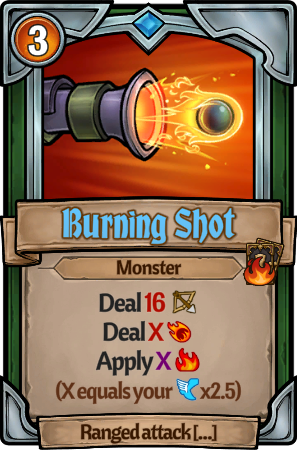 3
Burning Shot
Monster
Deal 16
Deal X
Apply X
(X equals your x2.5)
Ranged attack [...]